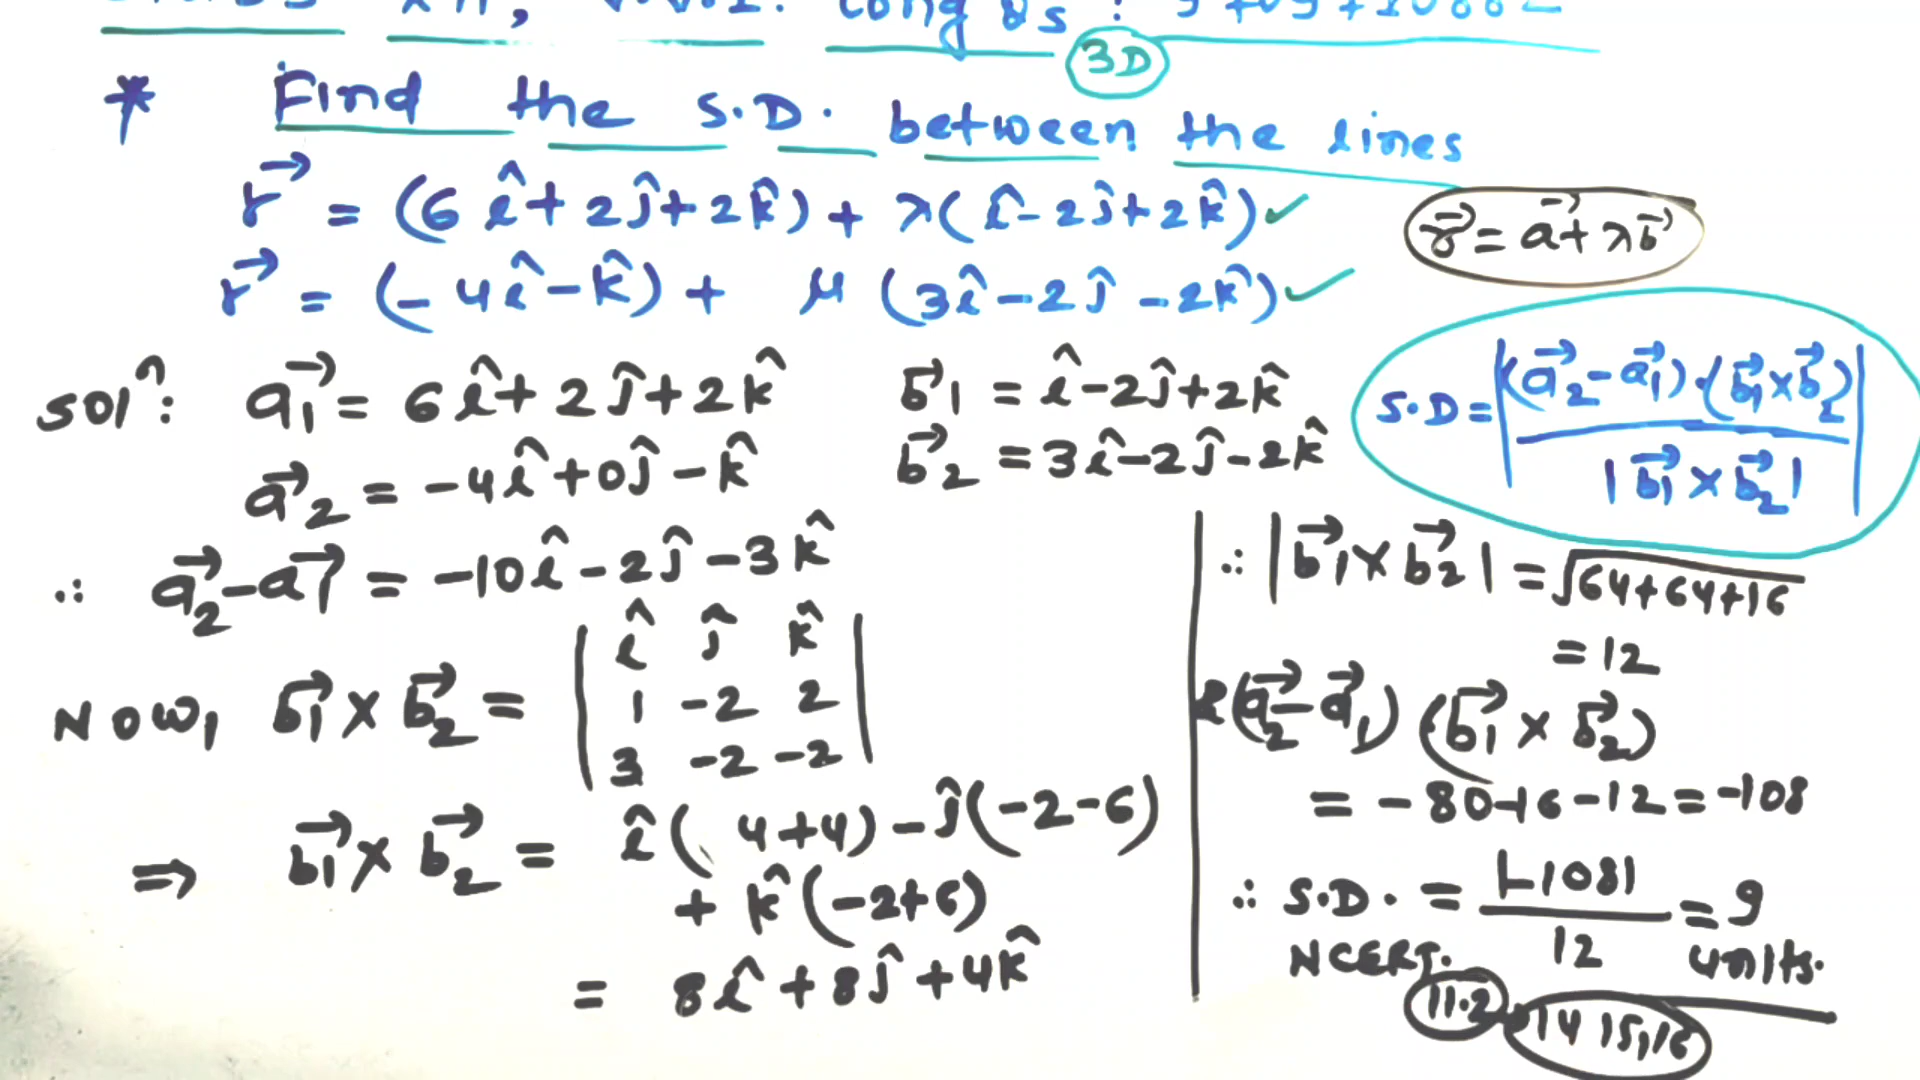 3D
* Find the S.D. between the lines
r⃗ = (6î + 2ĵ + 2k̂) + λ(î - 2ĵ + 2k̂) ✓
r⃗ = (-4î - k̂) + μ (3î - 2ĵ - 2k̂) ✓
r⃗ = a⃗ + λb⃗
S.D = |(a⃗2 - a⃗1).(b⃗1 × b⃗2) / |b⃗1 × b⃗2||
Solⁿ: a⃗1 = 6î + 2ĵ + 2k̂ b⃗1 = î - 2ĵ + 2k̂
a⃗2 = -4î + 0ĵ - k̂ b⃗2 = 3î - 2ĵ - 2k̂
∴ a⃗2 - a⃗1 = -10î - 2ĵ - 3k̂
Now, b⃗1 × b⃗2 = | î ĵ k̂ |
| 1 -2 2 |
| 3 -2 -2 |
⇒ b⃗1 × b⃗2 = î(4+4) - ĵ(-2-6)
+ k̂(-2+6)
= 8î + 8ĵ + 4k̂
∴ |b⃗1 × b⃗2| = √64+64+16
= 12
&(a⃗2 - a⃗1) (b⃗1 × b⃗2)
= -80-16-12 = -108
∴ S.D. = |-108| / 12 = 9 units.
NCERT.
11.2 14 15,16